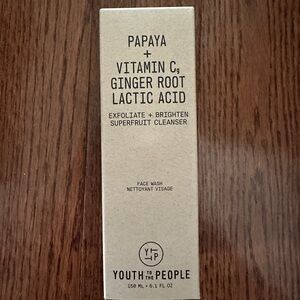 PAPAYA
+
VITAMIN C,
GINGER ROOT
LACTIC ACID
EXFOLIATE + BRIGHTEN
SUPERFRUIT CLEANSER
FACE WASH
NETTOYANT VISAGE
Y P
YOUTH TO THE PEOPLE
150 ML • 5.1 FL OZ